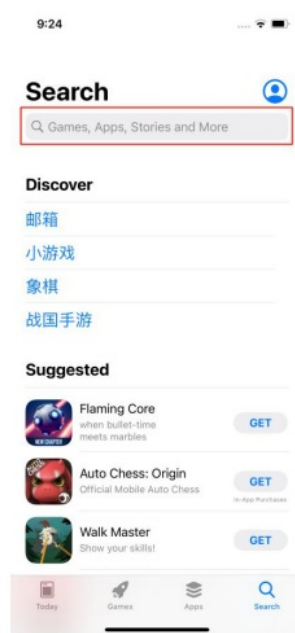 9:24
Search
Games, Apps, Stories and More
Discover
邮箱
小游戏
象棋
战国手游
Suggested
Flaming Core
when bullet-time
meets marbles
GET
NEW CHAPTER
Auto Chess: Origin
Official Mobile Auto Chess
GET
In-App Purchases
Walk Master
Show your skills!
GET
Today
Games
Apps
Search